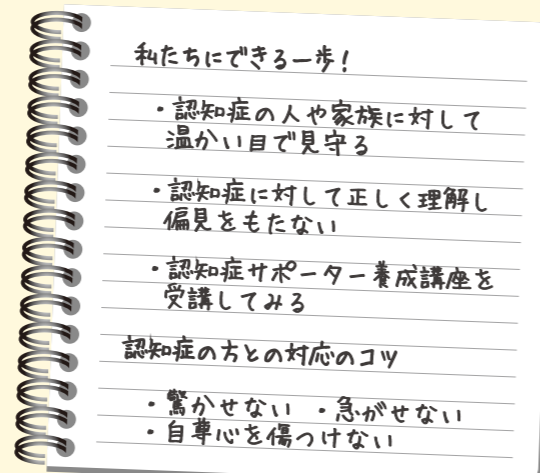 私たちにできる一歩！
・認知症の人や家族に対して
温かい目で見守る
・認知症に対して正しく理解し
偏見をもたない
・認知症サポーター養成講座を
受講してみる
認知症の方との対応のコツ
・驚かせない ・急がせない
・自尊心を傷つけない